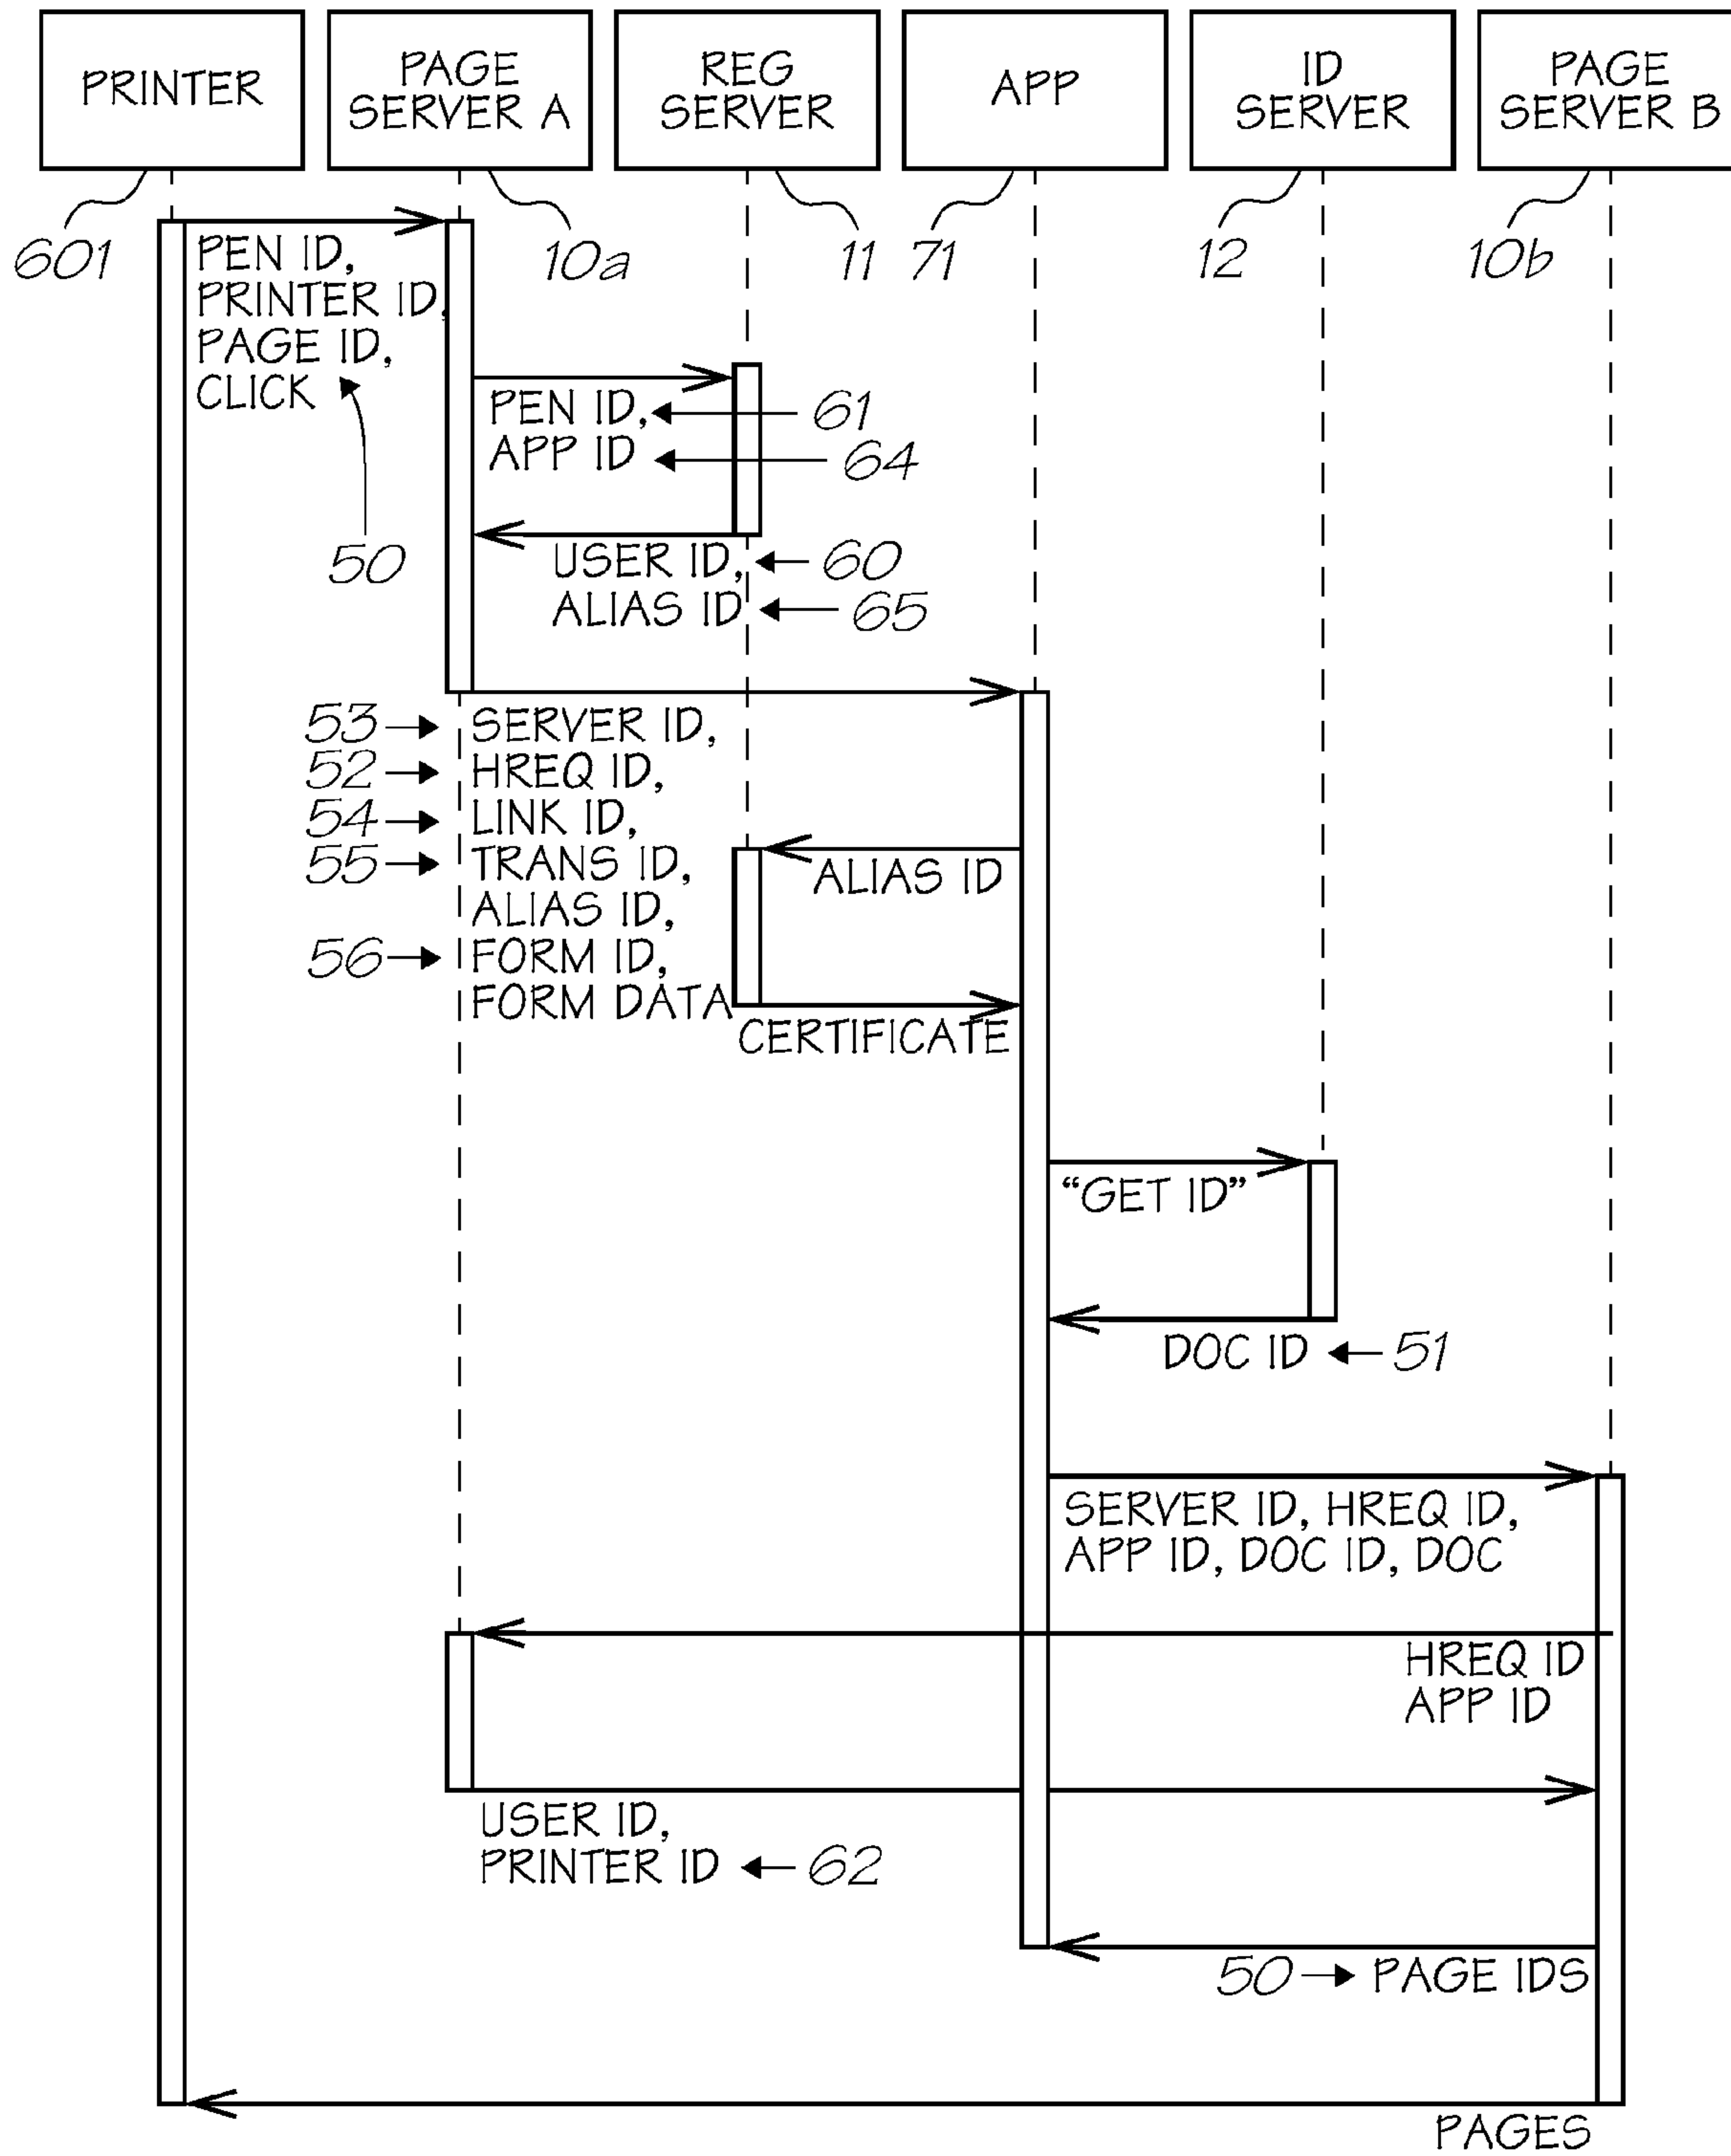 PRINTER
PAGE
SERVER A
REG
SERVER
APP
ID
SERVER
PAGE
SERVER B
601
10a
11
71
12
10b
PEN ID,
PRINTER ID,
PAGE ID,
CLICK
50
PEN ID,
61
APP ID
64
USER ID,
60
ALIAS ID
65
53
SERVER ID,
52
HREQ ID,
54
LINK ID,
55
TRANS ID,
ALIAS ID,
56
FORM ID,
FORM DATA
ALIAS ID
CERTIFICATE
“GET ID”
DOC ID
51
SERVER ID, HREQ ID,
APP ID, DOC ID, DOC
HREQ ID
APP ID
USER ID,
PRINTER ID
62
50
PAGE IDS
PAGES